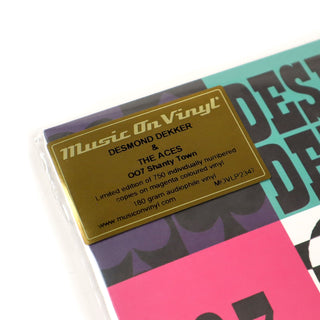 Music On Vinyl
DESMOND DEKKER
&
THE ACES
OO7 Shanty Town
Limited edition of 750 individually numbered
copies on magenta coloured vinyl
180 gram audiophile vinyl
www.musiconvinyl.com MOVLP2347
DES
DE